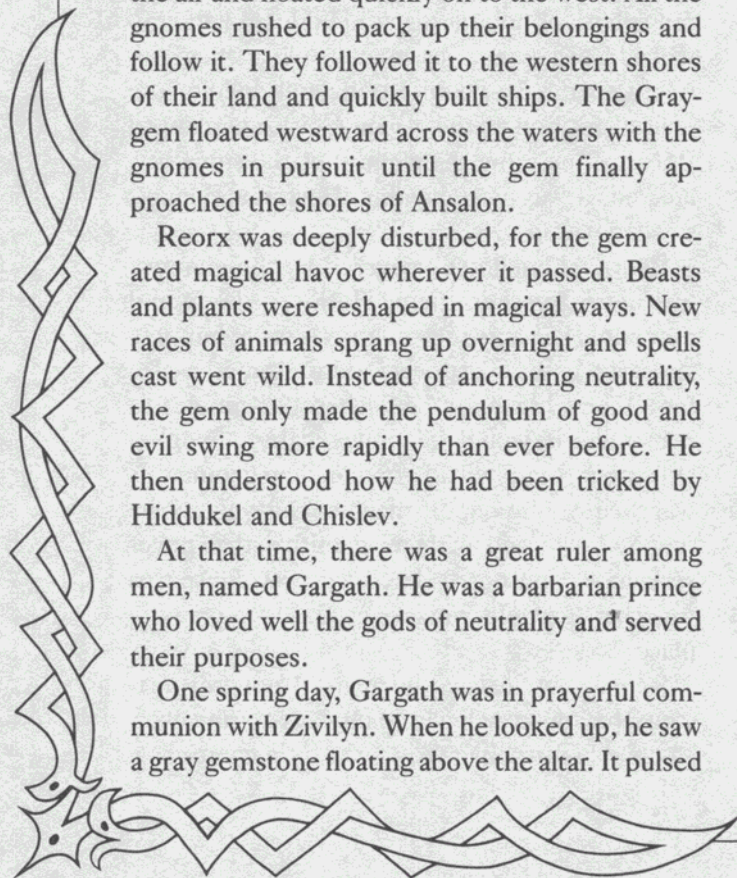 the air and floated quickly on to the west. All the
gnomes rushed to pack up their belongings and
follow it. They followed it to the western shores
of their land and quickly built ships. The Gray-
gem floated westward across the waters with the
gnomes in pursuit until the gem finally ap-
proached the shores of Ansalon.
Reorx was deeply disturbed, for the gem cre-
ated magical havoc wherever it passed. Beasts
and plants were reshaped in magical ways. New
races of animals sprang up overnight and spells
cast went wild. Instead of anchoring neutrality,
the gem only made the pendulum of good and
evil swing more rapidly than ever before. He
then understood how he had been tricked by
Hiddukel and Chislev.
At that time, there was a great ruler among
men, named Gargath. He was a barbarian prince
who loved well the gods of neutrality and served
their purposes.
One spring day, Gargath was in prayerful com-
munion with Zivilyn. When he looked up, he saw
a gray gemstone floating above the altar. It pulsed